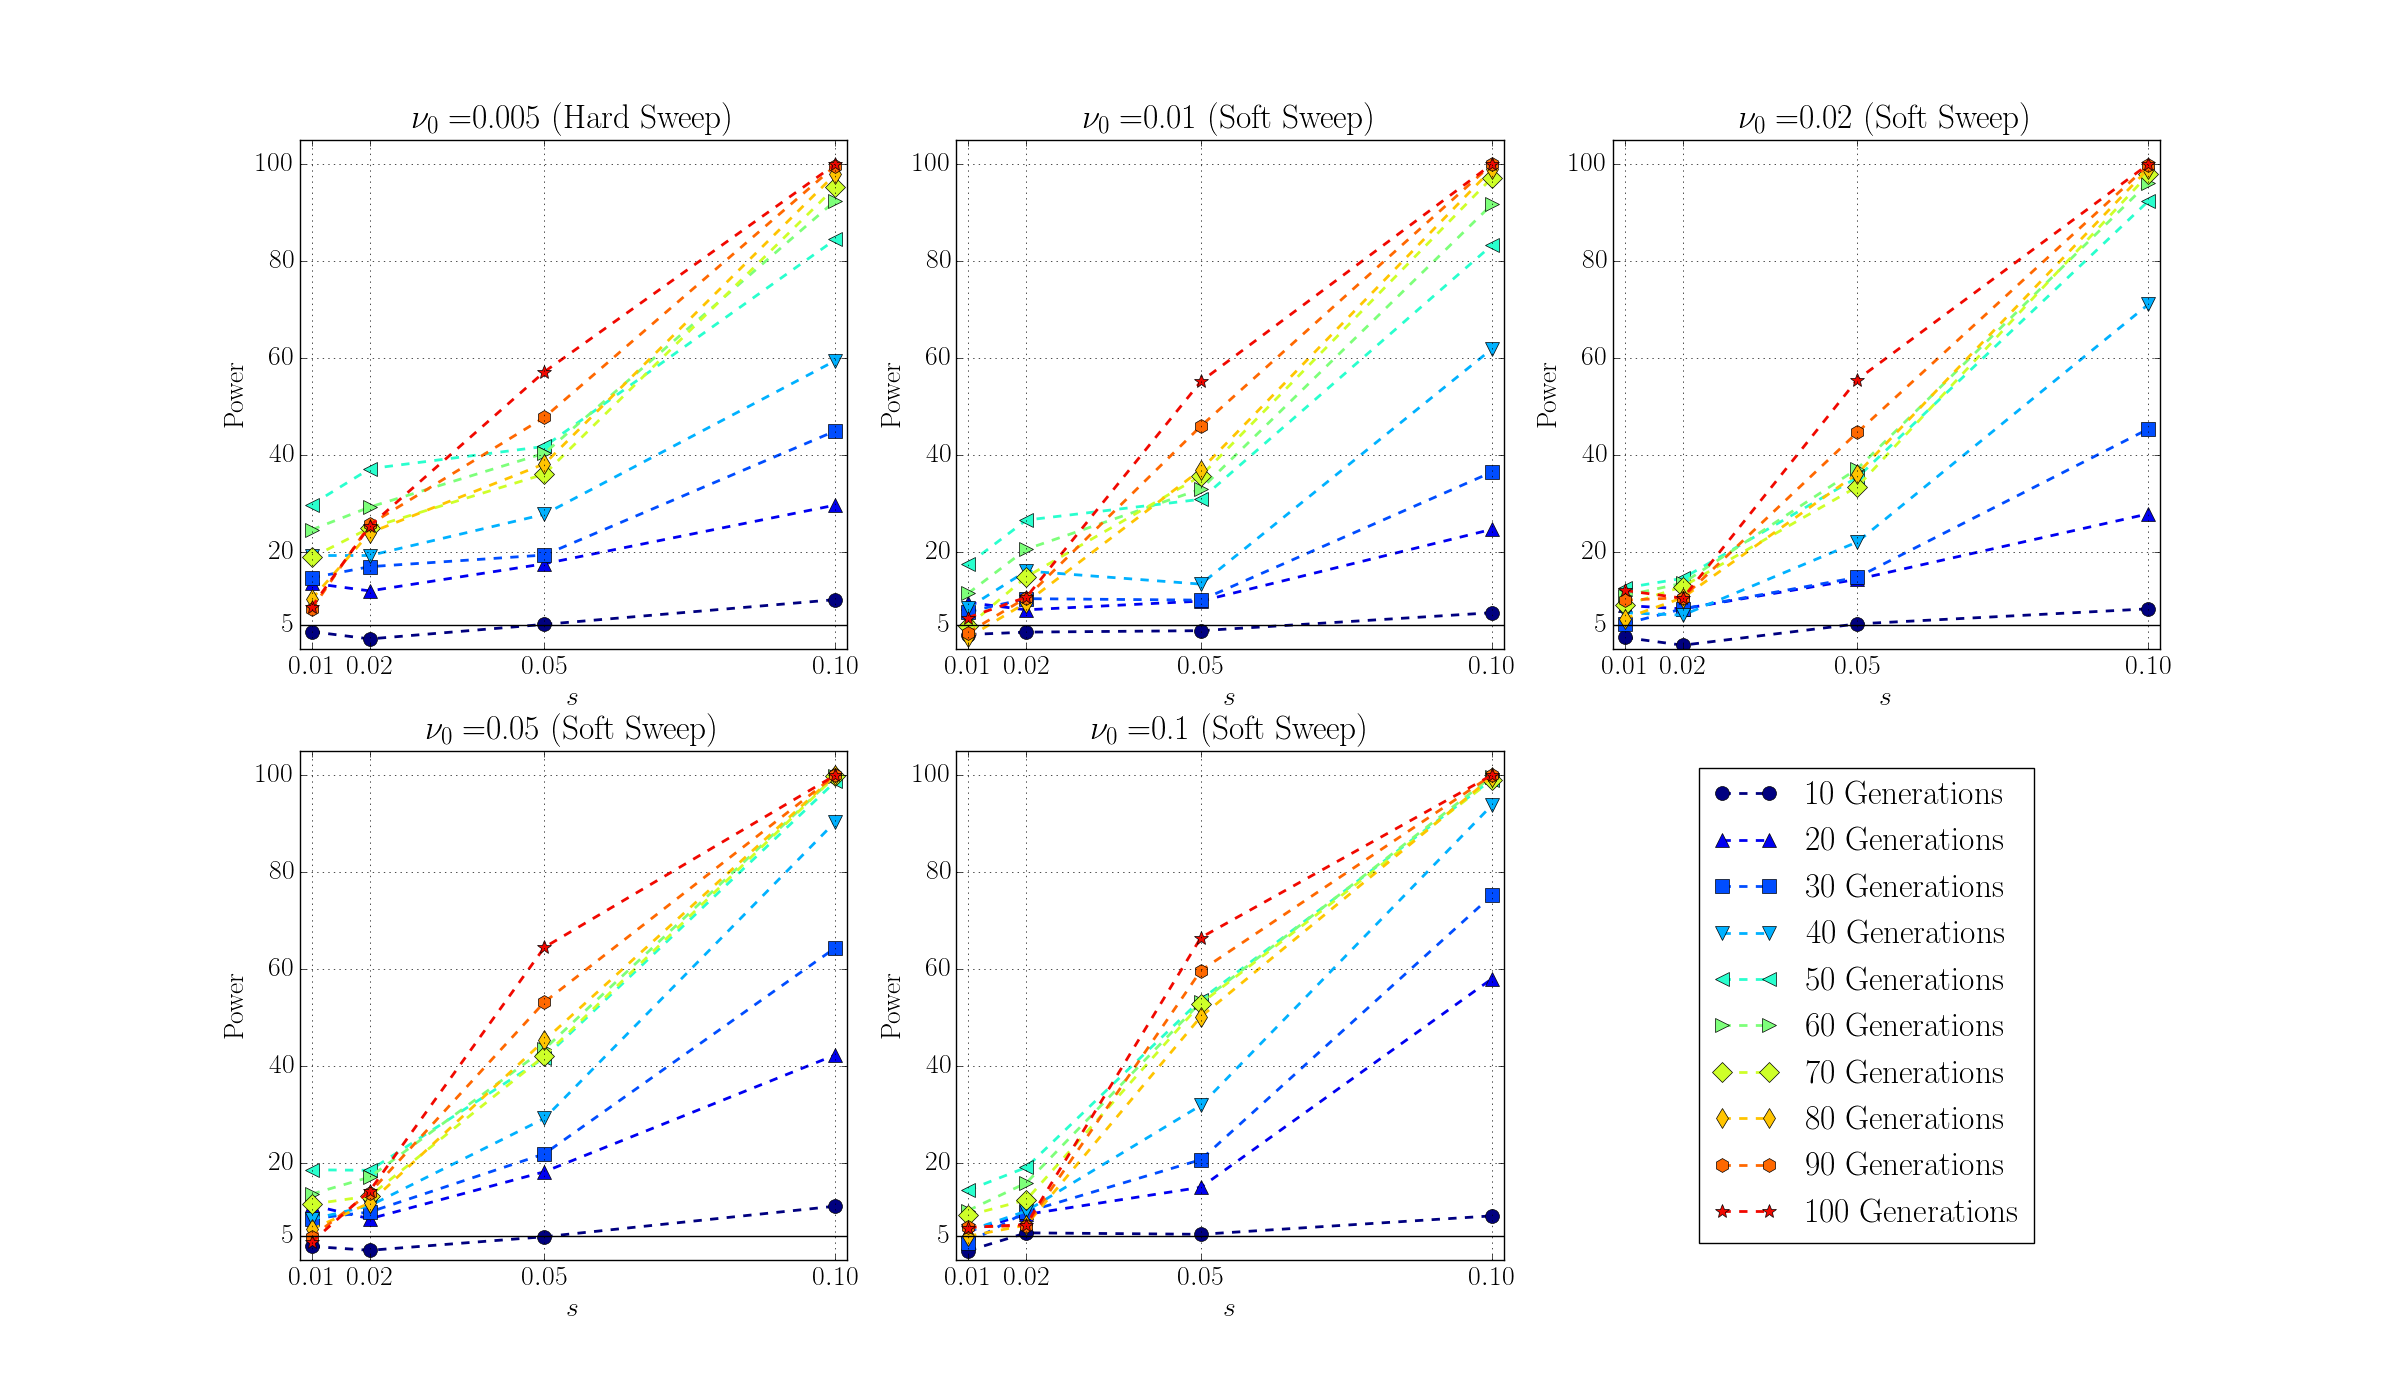 ν0 =0.005 (Hard Sweep)
100
80
60
40
20
5
Power
0.01 0.02 0.05 0.10
s
ν0 =0.01 (Soft Sweep)
100
80
60
40
20
5
Power
0.01 0.02 0.05 0.10
s
ν0 =0.02 (Soft Sweep)
100
80
60
40
20
5
Power
0.01 0.02 0.05 0.10
s
ν0 =0.05 (Soft Sweep)
100
80
60
40
20
5
Power
0.01 0.02 0.05 0.10
s
ν0 =0.1 (Soft Sweep)
100
80
60
40
20
5
Power
0.01 0.02 0.05 0.10
s
10 Generations
20 Generations
30 Generations
40 Generations
50 Generations
60 Generations
70 Generations
80 Generations
90 Generations
100 Generations